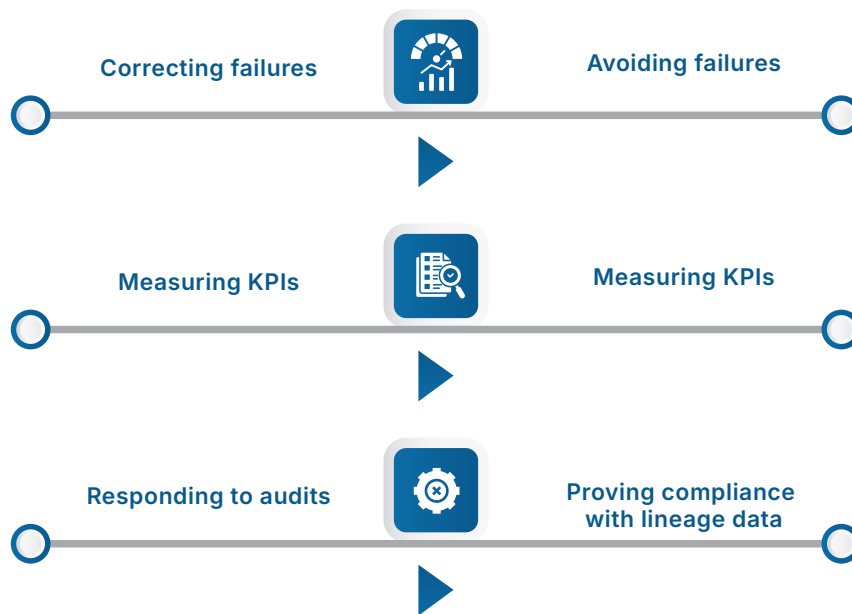 Correcting failures
Avoiding failures
Measuring KPIs
Measuring KPIs
Responding to audits
Proving compliance
with lineage data